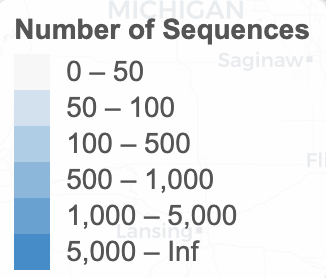 MICHIGAN
Number of Sequences
Saginaw
0 – 50
50 – 100
100 – 500
500 – 1,000
1,000 – 5,000
Lansing
5,000 – Inf